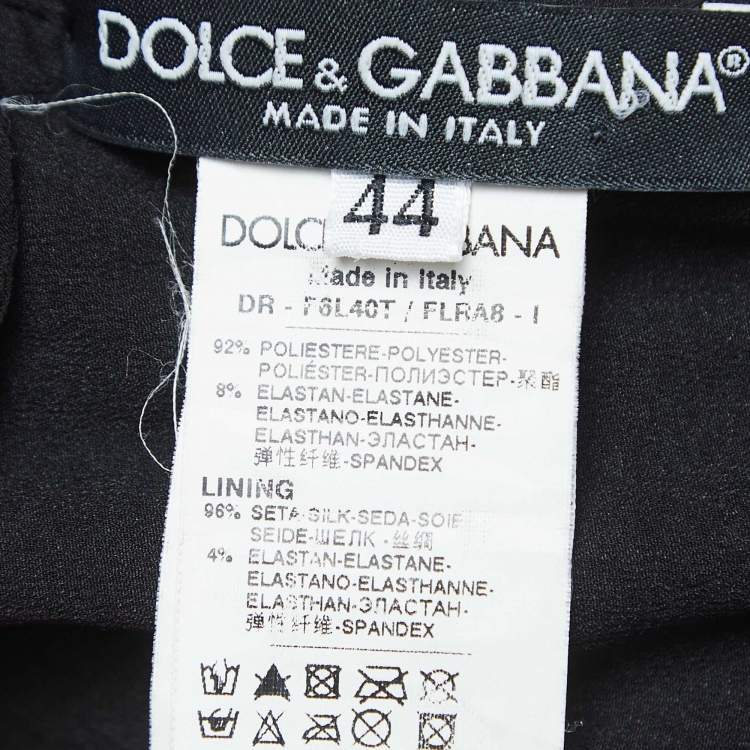 DOLCE & GABBANA®
MADE IN ITALY
44
Made in Italy
DR - F6L40T / FLRA8 - I
92% POLIESTERE-POLYESTER-
POLIÉSTER-ПОЛИЭСТЕР-聚酯
8% ELASTAN-ELASTANE-
ELASTANO-ELASTHANNE-
ELASTHAN-ЭЛАСТАН-
弹性纤维-SPANDEX
LINING
96% SETA-SILK-SEDA-SOIE
SEIDE-ШЕЛК -丝绸
4% ELASTAN-ELASTANE-
ELASTANO-ELASTHANNE-
ELASTHAN-ЭЛАСТАН-
弹性纤维-SPANDEX